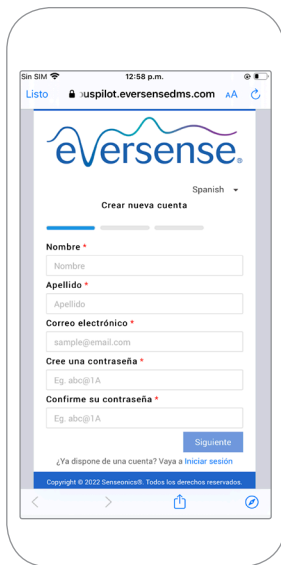 Sin SIM 12:58 p.m.
Listo uspilot.eversensedms.com AA
eversense®
Spanish
Crear nueva cuenta
Nombre *
Nombre
Apellido *
Apellido
Correo electrónico *
sample@email.com
Cree una contraseña *
Eg. abc@1A
Confirme su contraseña *
Eg. abc@1A
Siguiente
¿Ya dispone de una cuenta? Vaya a Iniciar sesión
Copyright © 2022 Senseonics®. Todos los derechos reservados.